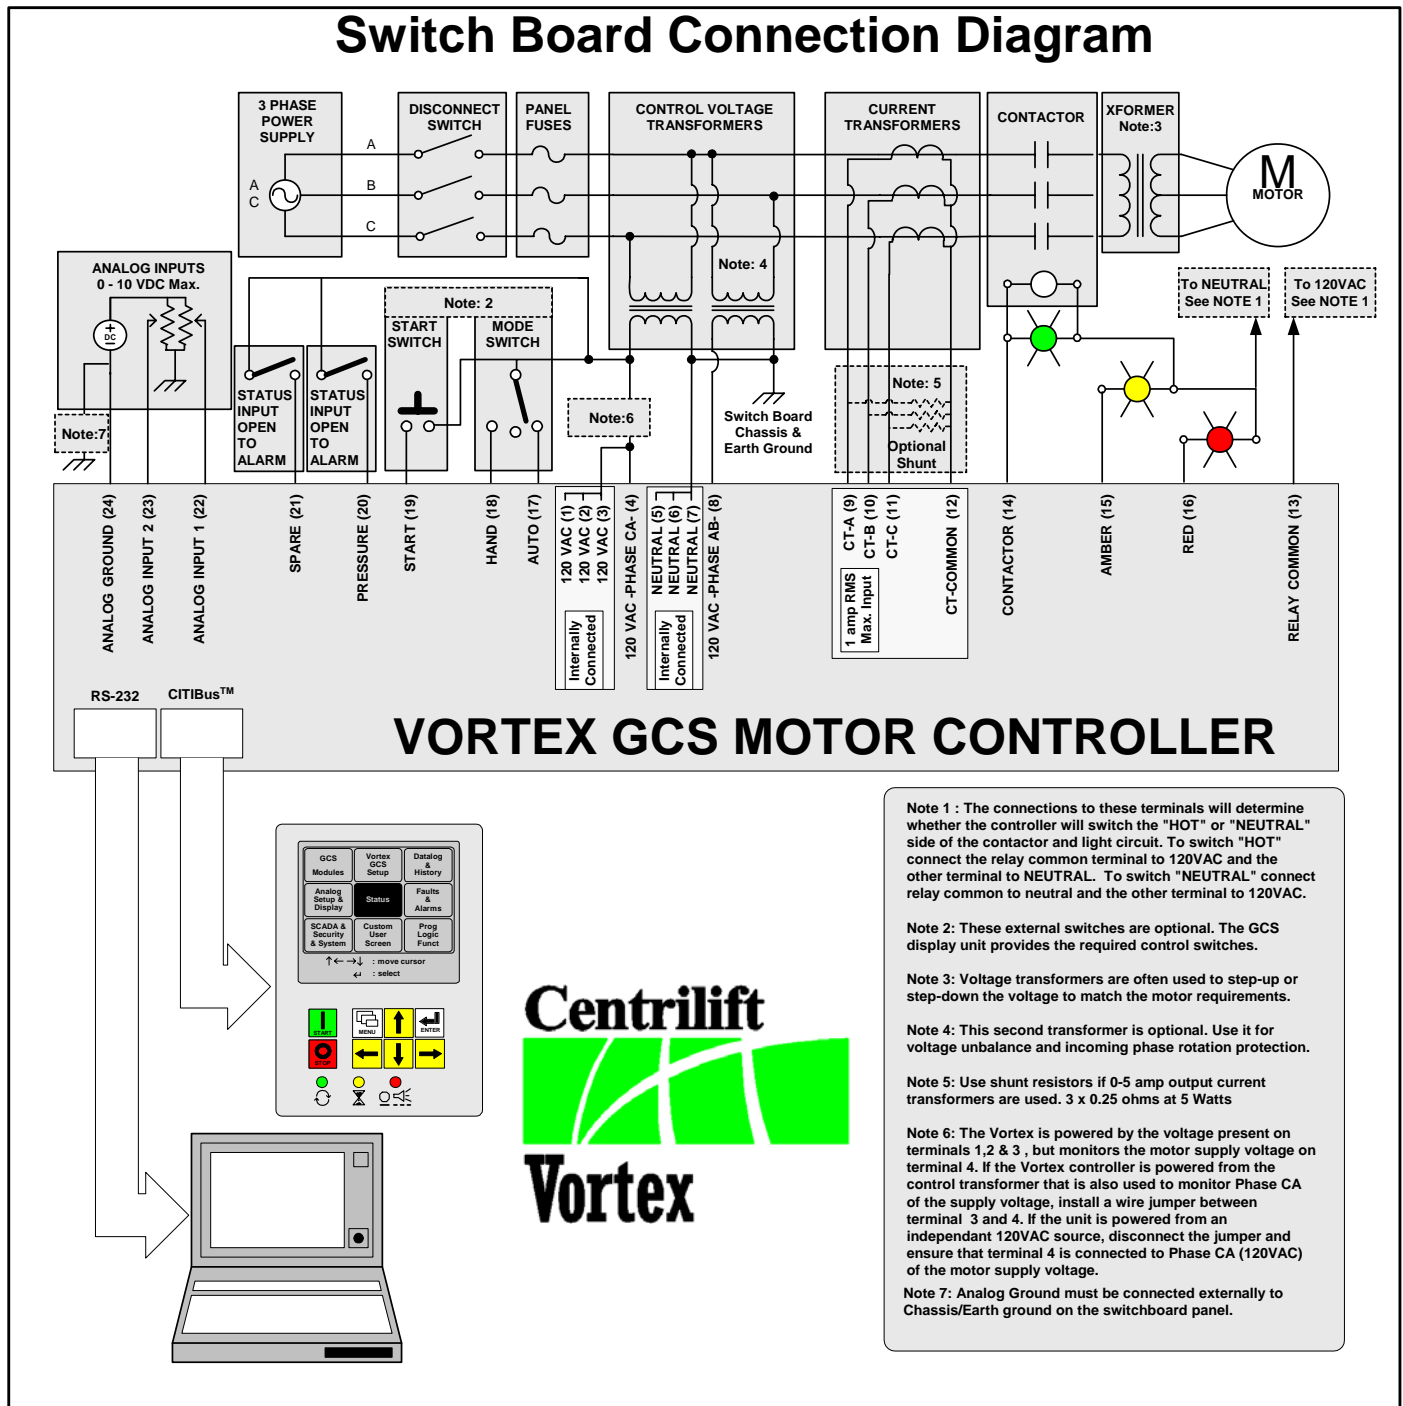 Switch Board Connection Diagram
3 PHASE
POWER
SUPPLY
DISCONNECT
SWITCH
PANEL
FUSES
CONTROL VOLTAGE
TRANSFORMERS
CURRENT
TRANSFORMERS
CONTACTOR
XFORMER
Note:3
A
B
C
A
C
M
MOTOR
ANALOG INPUTS
0 - 10 VDC Max.
+
DC
Note: 4
Note: 2
START
SWITCH
MODE
SWITCH
To NEUTRAL
See NOTE 1
To 120VAC
See NOTE 1
STATUS
INPUT
OPEN
TO
ALARM
STATUS
INPUT
OPEN
TO
ALARM
Note:7
Note:6
Switch Board
Chassis &
Earth Ground
Note: 5
Optional
Shunt
ANALOG GROUND (24)
ANALOG INPUT 2 (23)
ANALOG INPUT 1 (22)
SPARE (21)
PRESSURE (20)
START (19)
HAND (18)
AUTO (17)
120 VAC (1)
120 VAC (2)
120 VAC (3)
Internally
Connected
120 VAC -PHASE CA- (4)
NEUTRAL (5)
NEUTRAL (6)
NEUTRAL (7)
Internally
Connected
120 VAC -PHASE AB- (8)
CT-A (9)
CT-B (10)
CT-C (11)
1 amp RMS
Max. Input
CT-COMMON (12)
CONTACTOR (14)
AMBER (15)
RED (16)
RELAY COMMON (13)
RS-232
CITIBus™
VORTEX GCS MOTOR CONTROLLER
GCS
Modules
Vortex
GCS
Setup
Datalog
&
History
Analog
Setup &
Display
Status
Faults
&
Alarms
SCADA &
Security
& System
Custom
User
Screen
Prog
Logic
Funct
↑←→↓ : move cursor
↵ : select
START
MENU
ENTER
STOP
Centrilift
Vortex
Note 1 : The connections to these terminals will determine
whether the controller will switch the "HOT" or "NEUTRAL"
side of the contactor and light circuit. To switch "HOT"
connect the relay common terminal to 120VAC and the
other terminal to NEUTRAL. To switch "NEUTRAL" connect
relay common to neutral and the other terminal to 120VAC.
Note 2: These external switches are optional. The GCS
display unit provides the required control switches.
Note 3: Voltage transformers are often used to step-up or
step-down the voltage to match the motor requirements.
Note 4: This second transformer is optional. Use it for
voltage unbalance and incoming phase rotation protection.
Note 5: Use shunt resistors if 0-5 amp output current
transformers are used. 3 x 0.25 ohms at 5 Watts
Note 6: The Vortex is powered by the voltage present on
terminals 1,2 & 3 , but monitors the motor supply voltage on
terminal 4. If the Vortex controller is powered from the
control transformer that is also used to monitor Phase CA
of the supply voltage, install a wire jumper between
terminal 3 and 4. If the unit is powered from an
independant 120VAC source, disconnect the jumper and
ensure that terminal 4 is connected to Phase CA (120VAC)
of the motor supply voltage.
Note 7: Analog Ground must be connected externally to
Chassis/Earth ground on the switchboard panel.